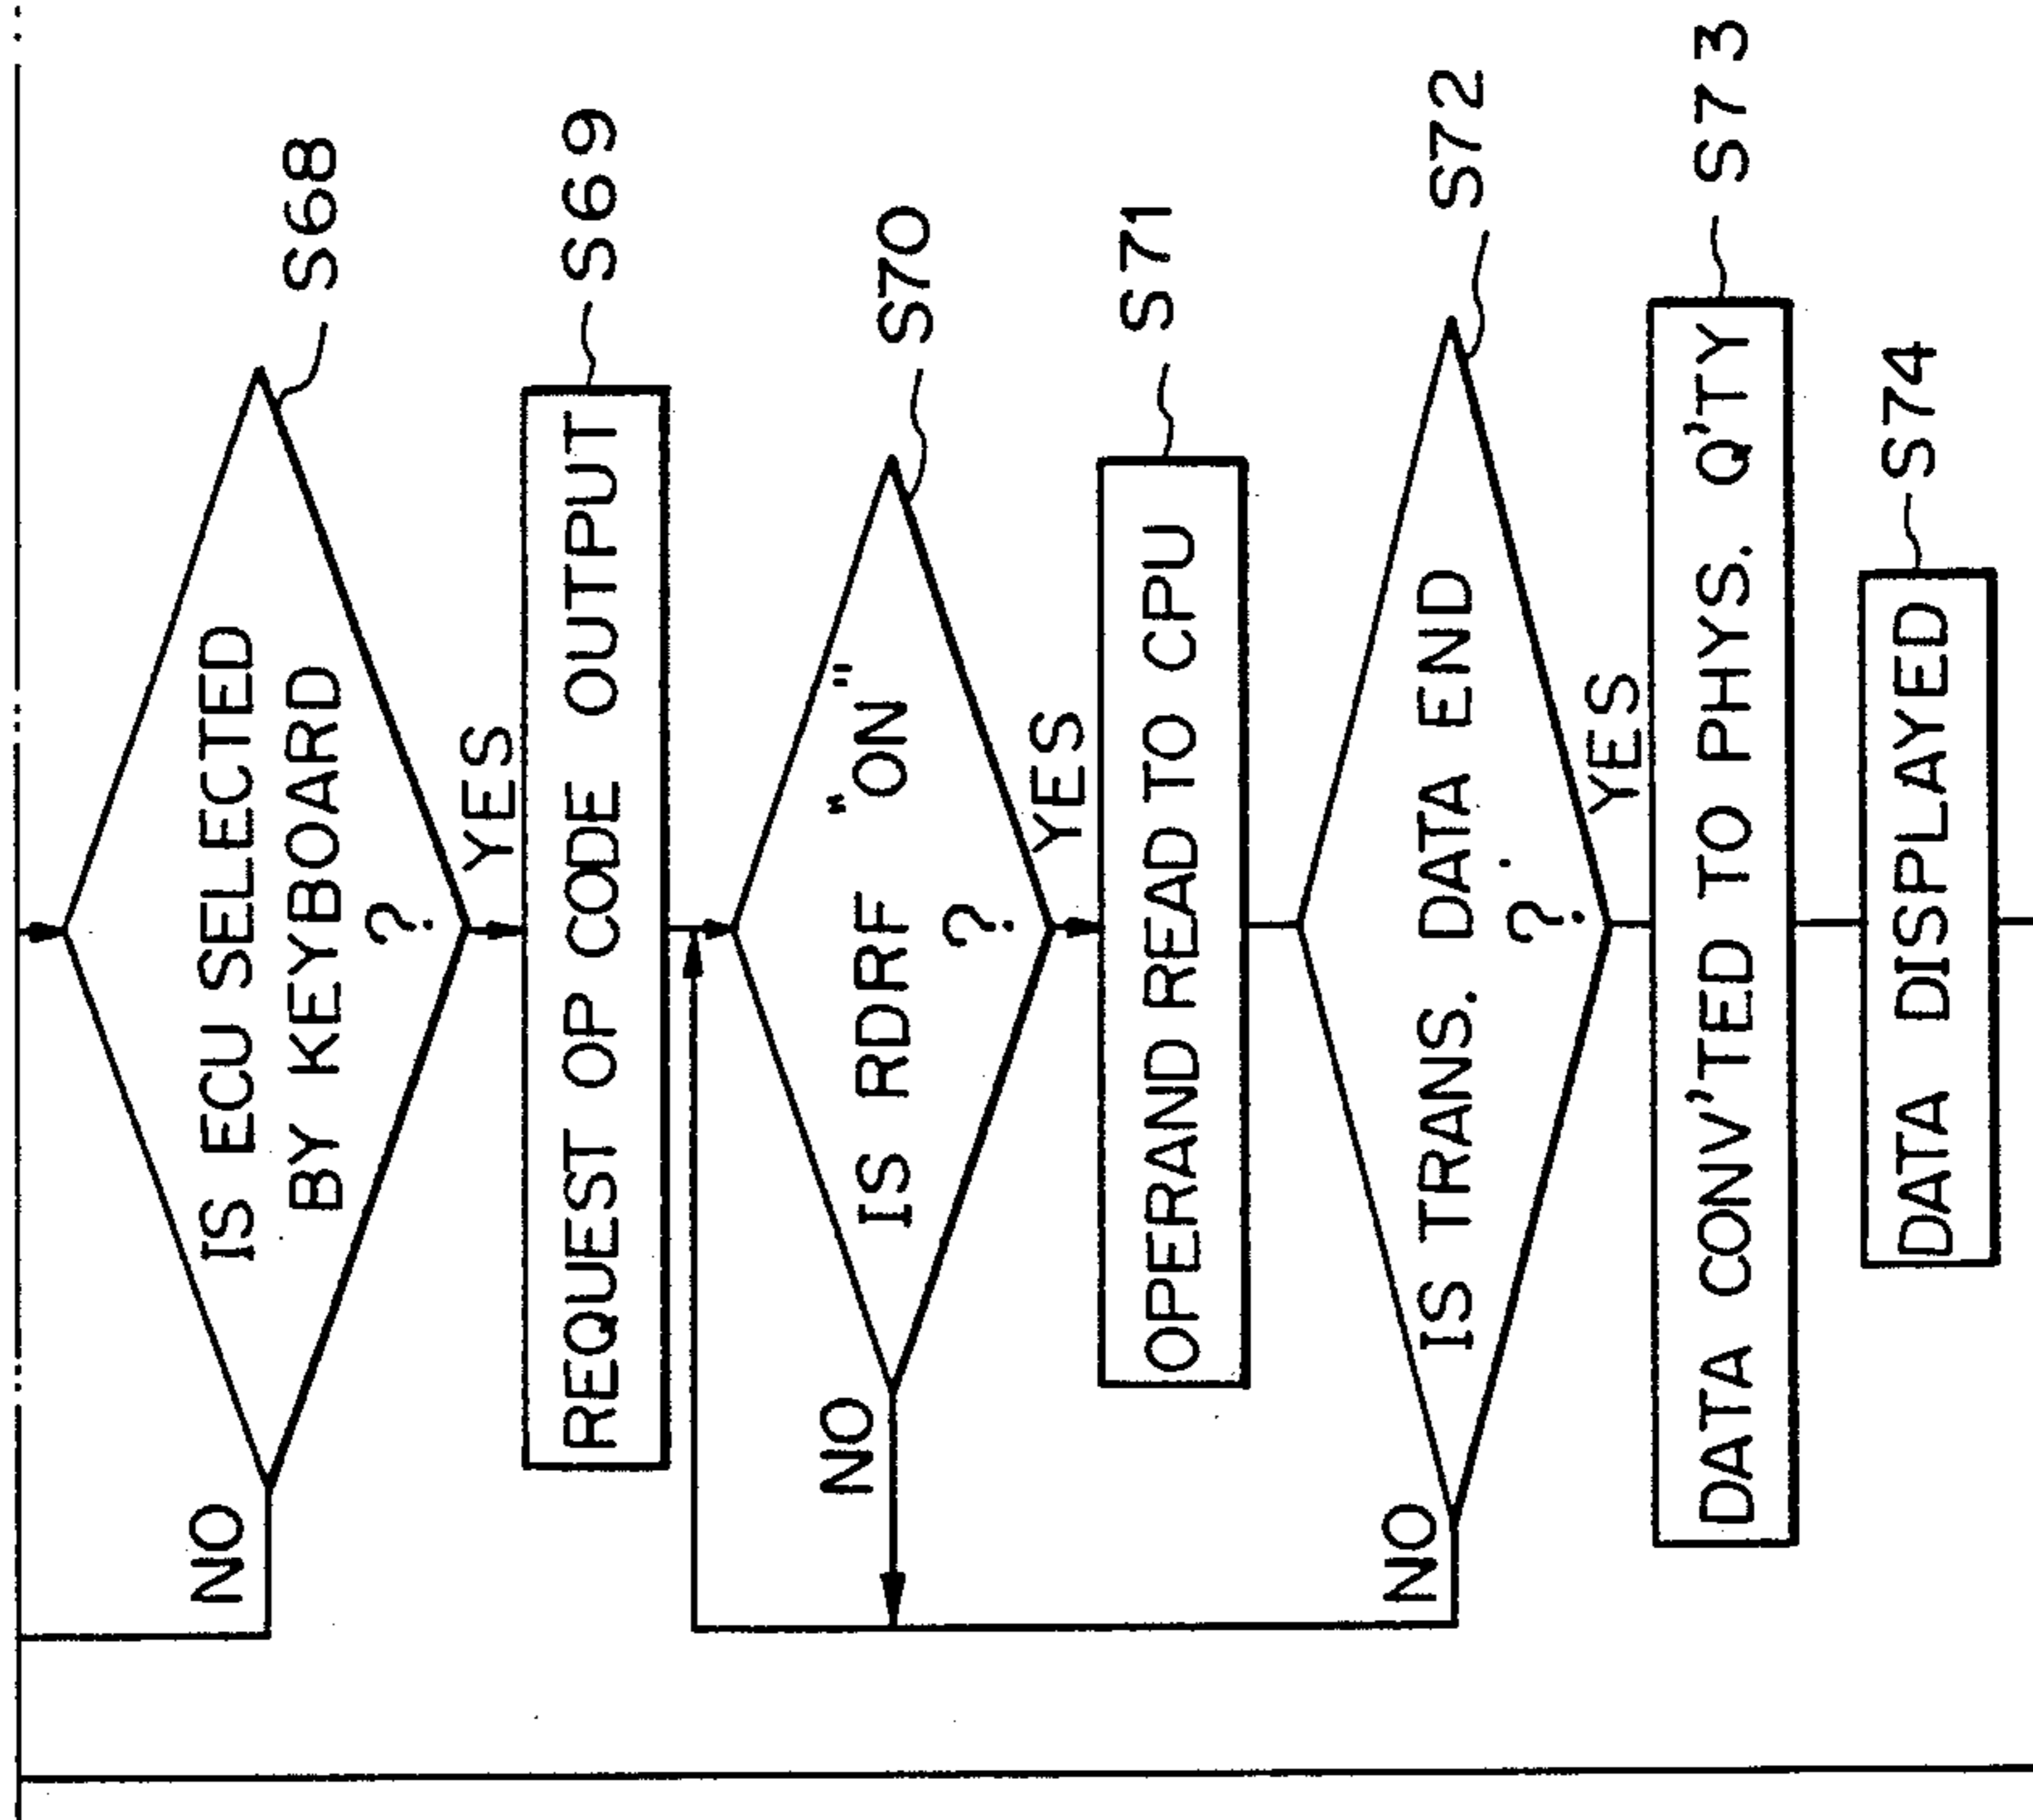 NO
IS ECU SELECTED
BY KEYBOARD
?
S68
YES
REQUEST OP CODE OUTPUT
S69
NO
IS RDRF "ON"
?
S70
YES
OPERAND READ TO CPU
S71
NO
IS TRANS. DATA END
?
S72
YES
DATA CONV'TED TO PHYS. Q'TY
S73
DATA DISPLAYED
S74